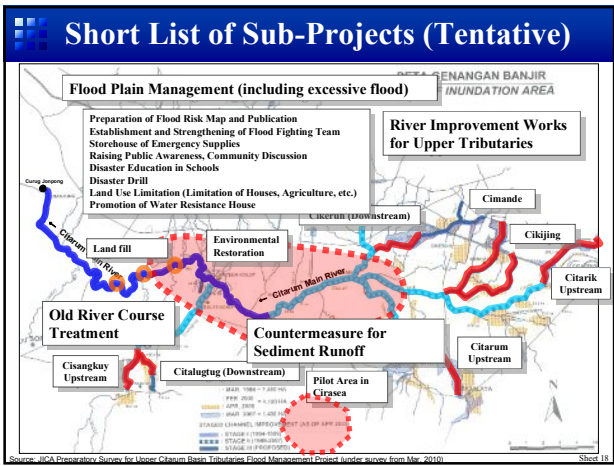 Short List of Sub-Projects (Tentative)
Flood Plain Management (including excessive flood)
PETA GENANGAN BANJIR
OF INUNDATION AREA
Preparation of Flood Risk Map and Publication
Establishment and Strengthening of Flood Fighting Team
Storehouse of Emergency Supplies
Raising Public Awareness, Community Discussion
Disaster Education in Schools
Disaster Drill
Land Use Limitation (Limitation of Houses, Agriculture, etc.)
Promotion of Water Resistance House
River Improvement Works
for Upper Tributaries
Curug Jompong
Cikeruh (Downstream)
Cimande
Cikijing
Citarum Main River
Land fill
Environmental
Restoration
Citarum Main River
Citarik
Upstream
Old River Course
Treatment
Countermeasure for
Sediment Runoff
Cisangkuy
Upstream
Citalugtug (Downstream)
Citarum
Upstream
Pilot Area in
Cirasea
Source: JICA Preparatory Survey for Upper Citarum Basin Tributaries Flood Management Project (under survey from Mar, 2010)
Sheet 18